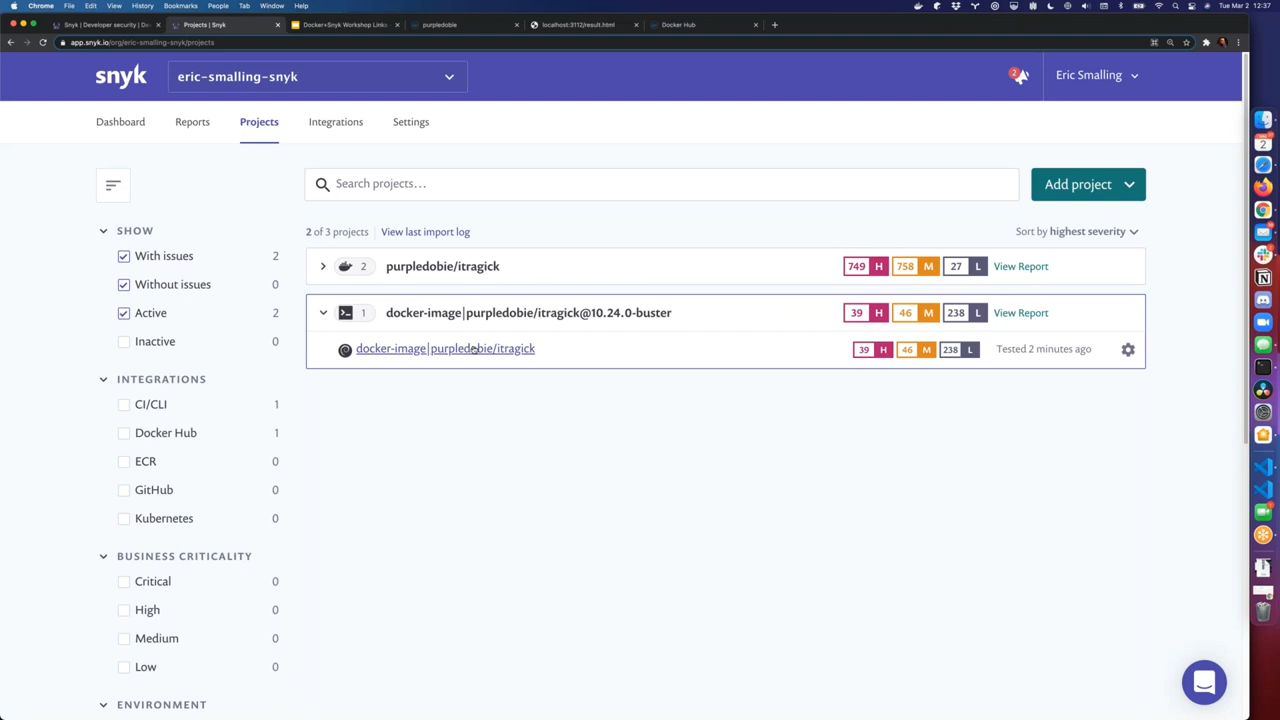 Chrome File Edit View History Bookmarks People Tab Window Help
Tue Mar 2 12:37
Snyk | Developer security | De
Projects | Snyk
Docker+Snyk Workshop Links
purpledobie
localhost:3112/result.html
Docker Hub
app.snyk.io/org/eric-smalling-snyk/projects
snyk
eric-smalling-snyk
2
Eric Smalling
Dashboard Reports Projects Integrations Settings
Search projects...
Add project
SHOW
2 of 3 projects View last import log
Sort by highest severity
With issues 2
2 purpledobie/itragick 749 H 758 M 27 L View Report
Without issues 0
Active 2
1 docker-image|purpledobie/itragick@10.24.0-buster 39 H 46 M 238 L View Report
Inactive 0
docker-image|purpledobie/itragick 39 H 46 M 238 L Tested 2 minutes ago
INTEGRATIONS
CI/CLI 1
Docker Hub 1
ECR 0
GitHub 0
Kubernetes 0
BUSINESS CRITICALITY
Critical 0
High 0
Medium 0
Low 0
ENVIRONMENT